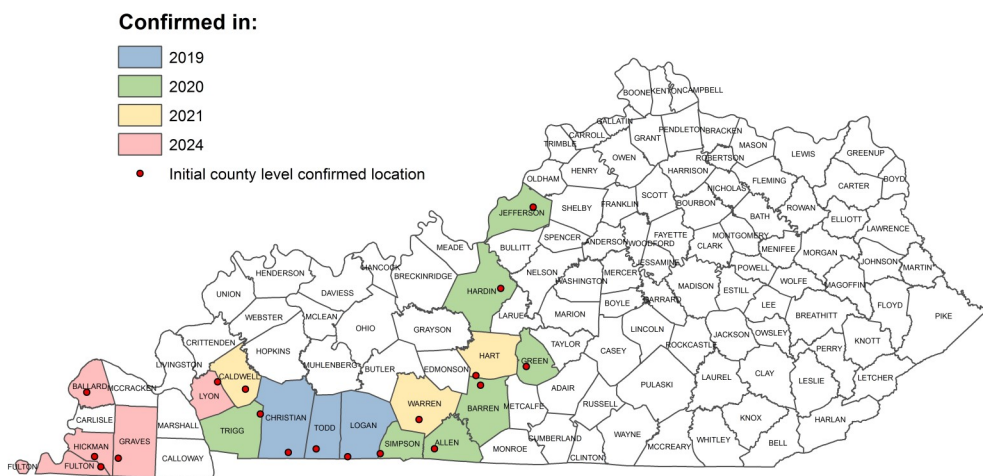 Confirmed in:
2019
2020
2021
2024
Initial county level confirmed location
BOONE
KENTON
CAMPBELL
GALLATIN
CARROLL
TRIMBLE
GRANT
PENDLETON
BRACKEN
MASON
LEWIS
GREENUP
OWEN
ROBERTSON
OLDHAM
HENRY
HARRISON
FLEMING
CARTER
BOYD
NICHOLAS
SCOTT
ROWAN
JEFFERSON
SHELBY
FRANKLIN
BOURBON
BATH
ELLIOTT
LAWRENCE
SPENCER
ANDERSON
WOODFORD
FAYETTE
MONTGOMERY
CLARK
MENIFEE
MORGAN
MEADE
BULLITT
JESSAMINE
JOHNSON
MARTIN
HANCOCK
BRECKINRIDGE
NELSON
MERCER
POWELL
HENDERSON
WASHINGTON
MADISON
ESTILL
WOLFE
MAGOFFIN
UNION
DAVIESS
HARDIN
BOYLE
GARRARD
LEE
FLOYD
WEBSTER
MCLEAN
LARUE
MARION
BREATHITT
PIKE
OHIO
GRAYSON
LINCOLN
ROCKCASTLE
JACKSON
OWSLEY
KNOTT
CRITTENDEN
HOPKINS
TAYLOR
CASEY
PERRY
LIVINGSTON
MUHLENBERG
BUTLER
EDMONSON
HART
GREEN
CLAY
LETCHER
CALDWELL
PULASKI
LAUREL
LESLIE
BALLARD
MCCRACKEN
LYON
ADAIR
WARREN
BARREN
METCALFE
RUSSELL
CARLISLE
CHRISTIAN
KNOX
HARLAN
MARSHALL
TRIGG
TODD
LOGAN
WAYNE
WHITLEY
HICKMAN
GRAVES
SIMPSON
ALLEN
MONROE
CUMBERLAND
MCCREARY
BELL
CALLOWAY
CLINTON
FULTON
FULTON